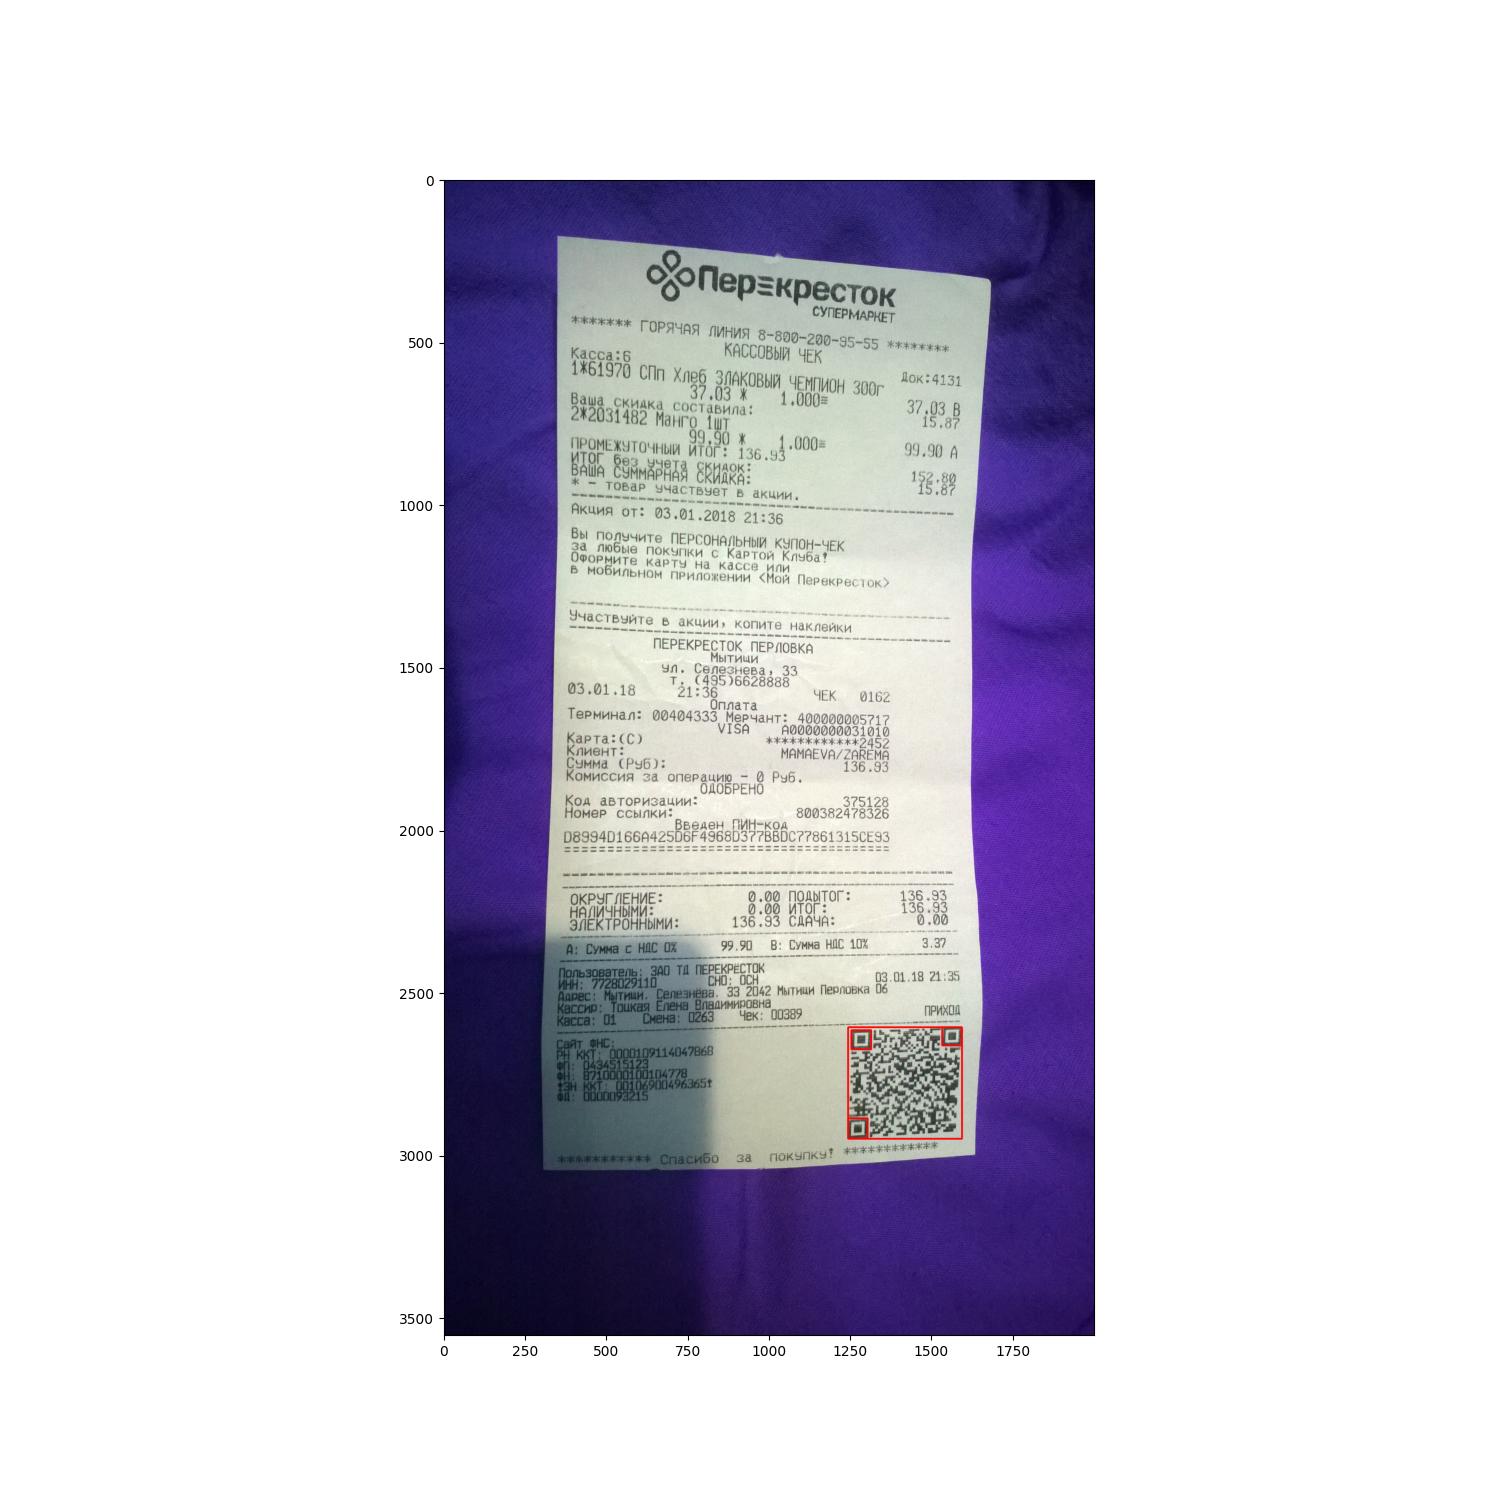 Перекресток
СУПЕРМАРКЕТ
******* ГОРЯЧАЯ ЛИНИЯ 8-800-200-95-55 ********
КАССОВЫЙ ЧЕК
Касса:6 Док:4131
1*61970 СПп Хлеб ЗЛАКОВЫЙ ЧЕМПИОН 300г
37.03 * 1.000= 37.03 В
Ваша скидка составила: 15.87
2*2031482 Манго 1шт
99.90 * 1.000= 99.90 А
ПРОМЕЖУТОЧНЫЙ ИТОГ: 136.93
ИТОГ без учета скидок: 152.80
ВАША СУММАРНАЯ СКИДКА: 15.87
* - товар участвует в акции.
Акция от: 03.01.2018 21:36
Вы получите ПЕРСОНАЛЬНЫЙ КУПОН-ЧЕК
за любые покупки с Картой Клуба!
Оформите карту на кассе или
в мобильном приложении <Мой Перекресток>
Участвуйте в акции, копите наклейки
ПЕРЕКРЕСТОК ПЕРЛОВКА
Мытищи
ул. Селезнева, 33
т. (495)6628888
03.01.18 21:36 ЧЕК 0162
Оплата
Терминал: 00404333 Мерчант: 400000005717
VISA A0000000031010
Карта:(C) ************2452
Клиент: MAMAEVA/ZAREMA
Сумма (Руб): 136.93
Комиссия за операцию - 0 Руб.
ОДОБРЕНО
Код авторизации: 375128
Номер ссылки: 800382478326
Введен ПИН-код
D8994D166A425D6F4968D377BBDC77861315CE93
========================================
ОКРУГЛЕНИЕ: 0.00 ПОДЫТОГ: 136.93
НАЛИЧНЫМИ: 0.00 ИТОГ: 136.93
ЭЛЕКТРОННЫМИ: 136.93 СДАЧА: 0.00
А: Сумма с НДС 0% 99.90 В: Сумма НДС 10% 3.37
Пользователь: ЗАО ТД ПЕРЕКРЕСТОК
ИНН: 7728029110 СНО: ОСН 03.01.18 21:35
Адрес: Мытищи, Селезнёва, 33 2042 Мытищи Перловка 06
Кассир: Тоцкая Елена Владимировна
Касса: 01 Смена: 0263 Чек: 00389 ПРИХОД
Сайт ФНС:
РН ККТ: 0000109114047868
ФП: 0434515123
ФН: 8710000100104778
!ЗН ККТ: 00106900496365!
ФД: 0000093215
*********** Спасибо за покупку! ************
0
500
1000
1500
2000
2500
3000
3500
0 250 500 750 1000 1250 1500 1750